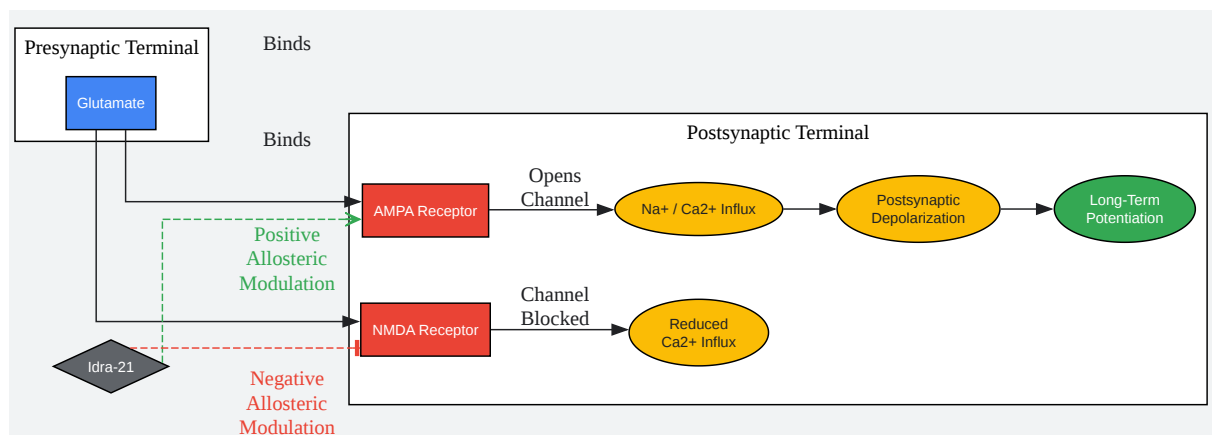 Presynaptic Terminal
Glutamate
Binds
Binds
Postsynaptic Terminal
AMPA Receptor
Opens
Channel
Na+ / Ca2+ Influx
Postsynaptic
Depolarization
Long-Term
Potentiation
Positive
Allosteric
Modulation
NMDA Receptor
Channel
Blocked
Reduced
Ca2+ Influx
Idra-21
Negative
Allosteric
Modulation